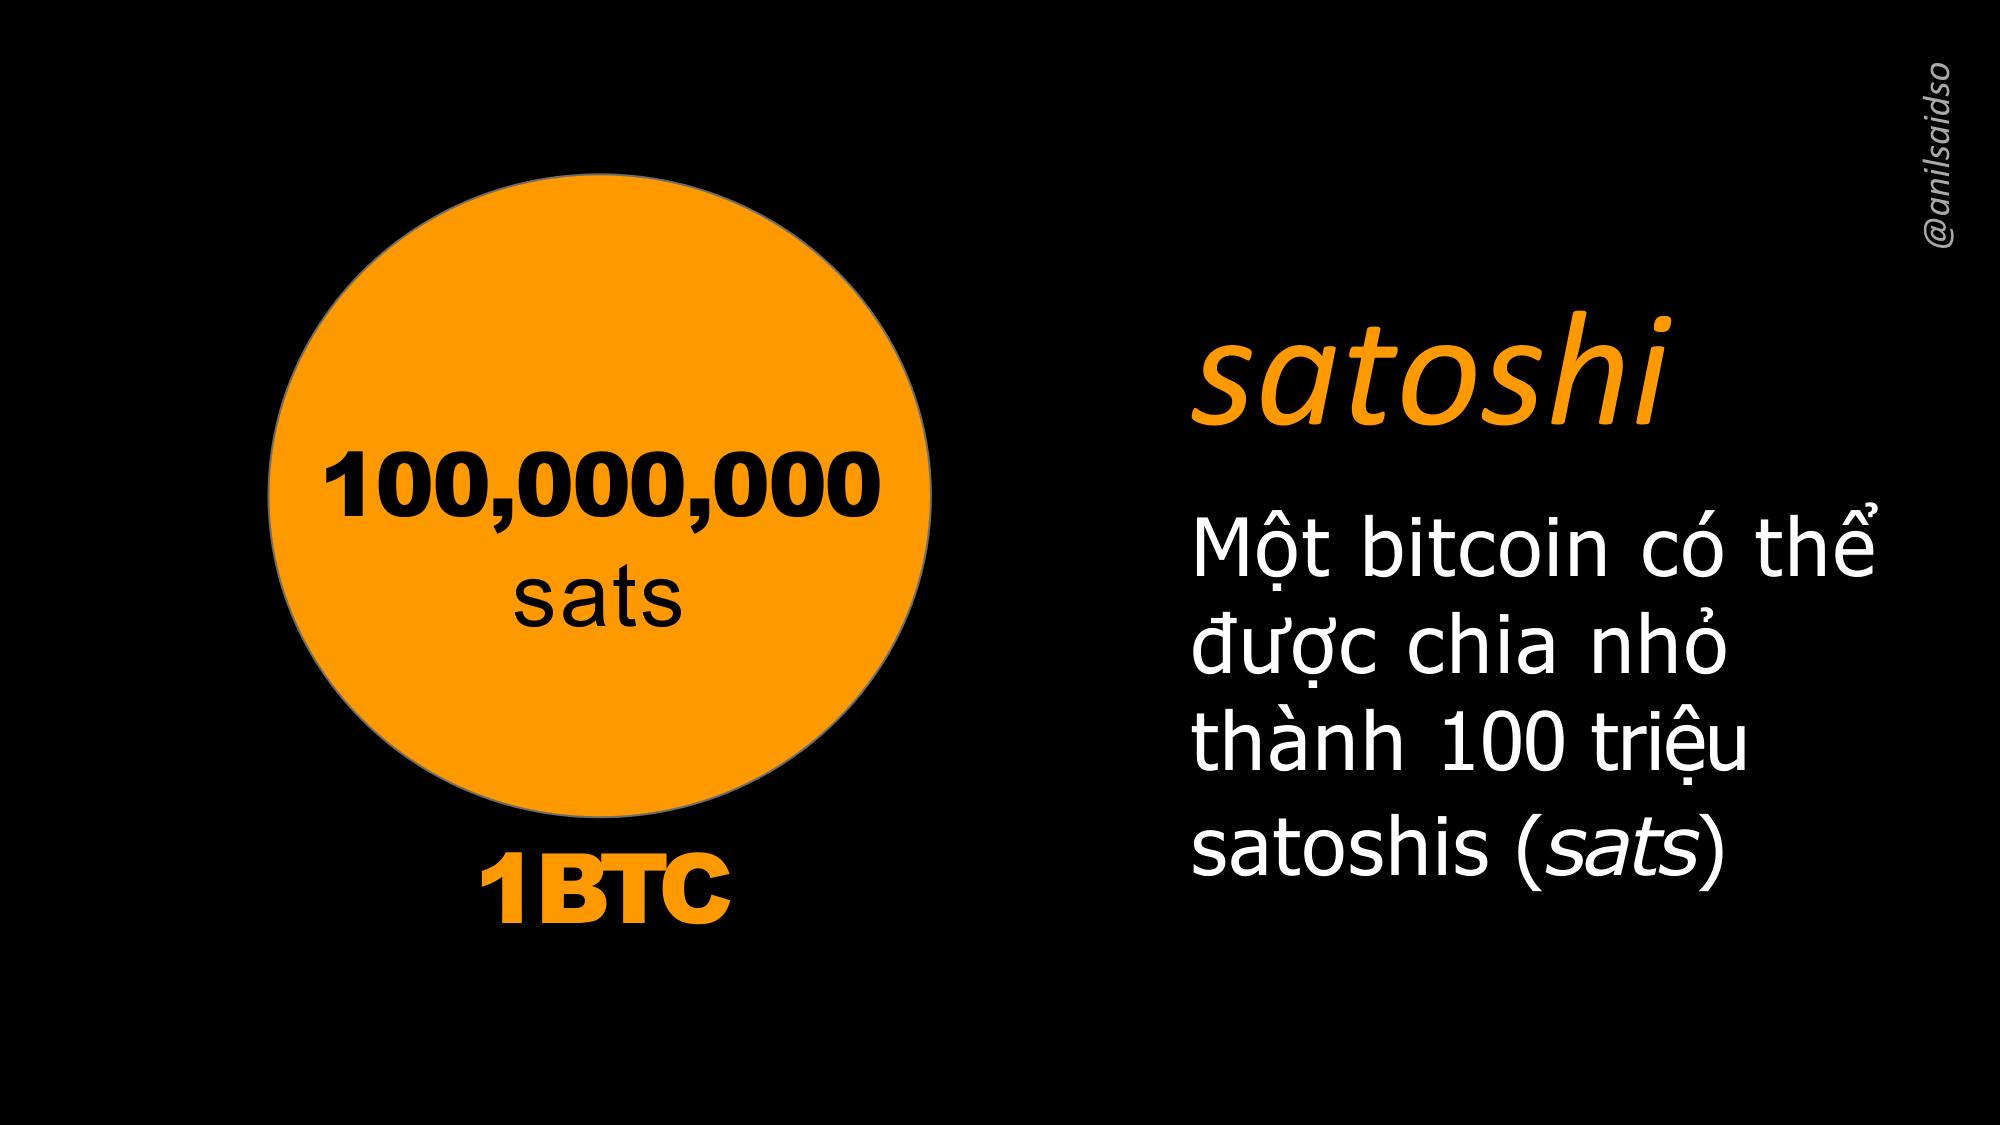 @anilsaidso
100,000,000
sats
1BTC
satoshi
Một bitcoin có thể
được chia nhỏ
thành 100 triệu
satoshis (sats)